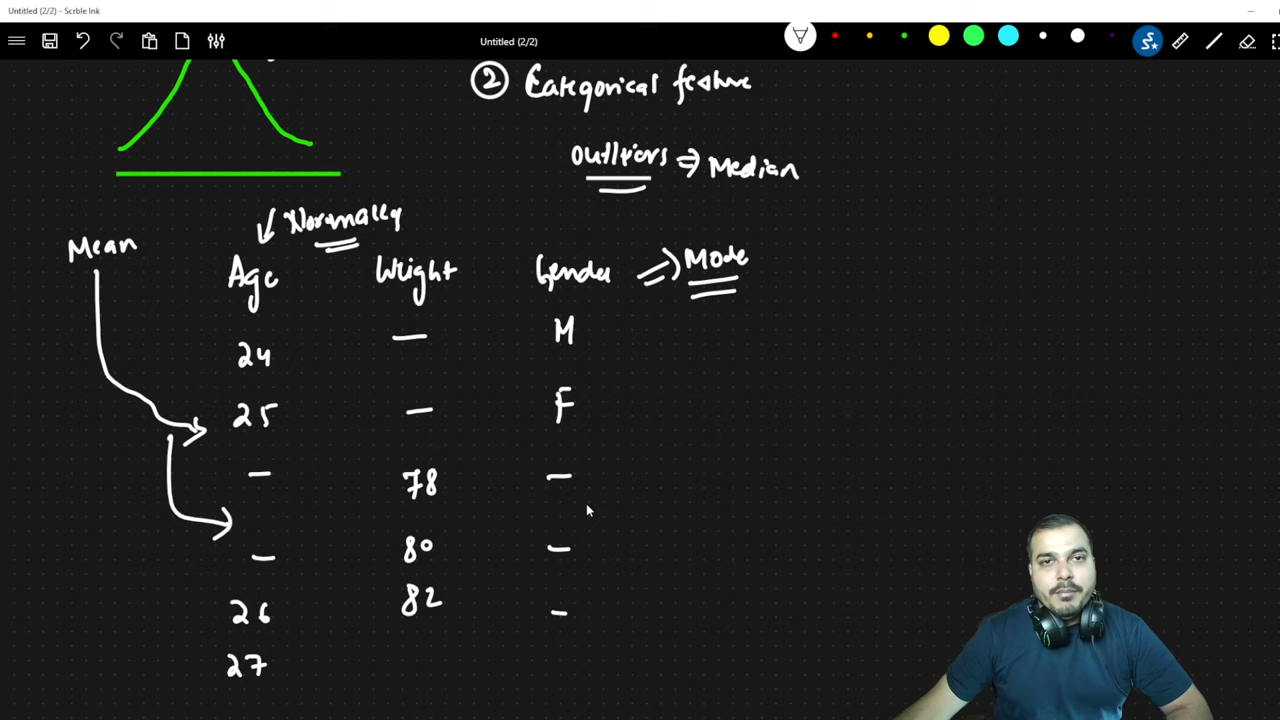 Untitled (2/2) - Scrble Ink
Untitled (2/2)
② Categorical feature
Outliers ⇒ Median
Normally
Mean
Age Weight Gender ⇒ Mode
24 — M
25 — F
— 78 —
— 80 —
26 82 —
27